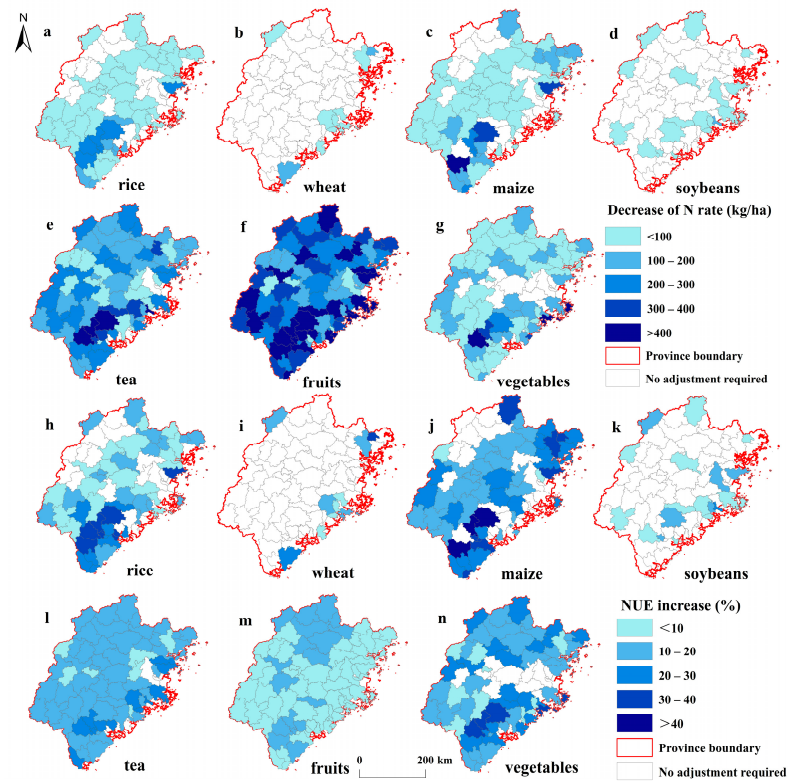 N
a
b
c
d
rice
wheat
maize
soybeans
e
f
g
Decrease of N rate (kg/ha)
<100
100 – 200
200 – 300
300 – 400
>400
Province boundary
No adjustment required
tea
fruits
vegetables
h
i
j
k
ricc
wheat
maize
soybeans
l
m
n
NUE increase (%)
<10
10 – 20
20 – 30
30 – 40
>40
Province boundary
No adjustment required
tea
fruits
0 200 km
vegetables